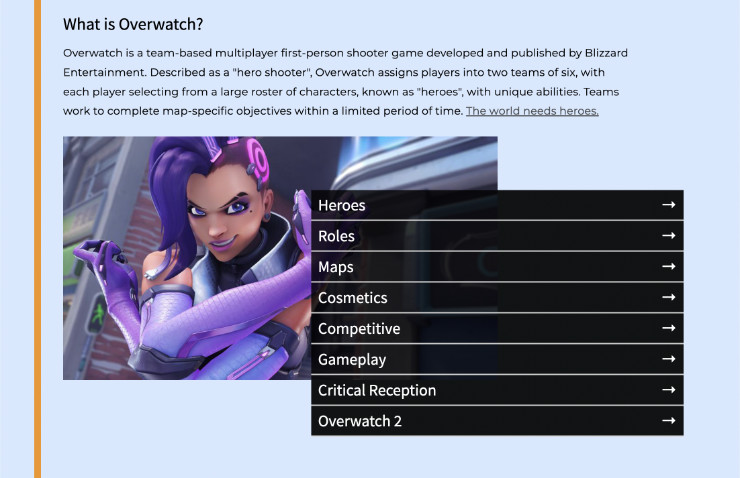 What is Overwatch?
Overwatch is a team-based multiplayer first-person shooter game developed and published by Blizzard
Entertainment. Described as a "hero shooter", Overwatch assigns players into two teams of six, with
each player selecting from a large roster of characters, known as "heroes", with unique abilities. Teams
work to complete map-specific objectives within a limited period of time. The world needs heroes.
Heroes →
Roles →
Maps →
Cosmetics →
Competitive →
Gameplay →
Critical Reception →
Overwatch 2 →